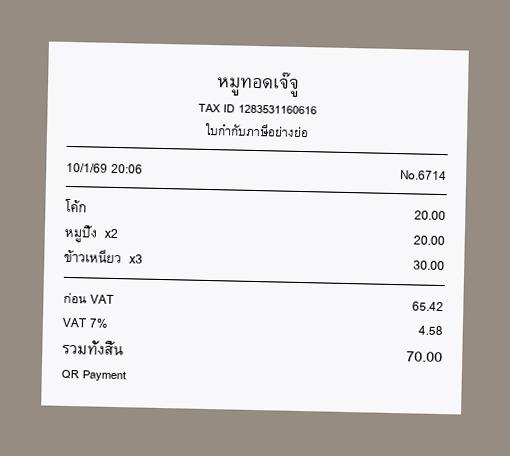 หมูทอดเจ๊จู
TAX ID 1283531160616
ใบกำกับภาษีอย่างย่อ
10/1/69 20:06 No.6714
โค้ก 20.00
หมูปิ้ง x2 20.00
ข้าวเหนียว x3 30.00
ก่อน VAT 65.42
VAT 7% 4.58
รวมทั้งสิ้น 70.00
QR Payment